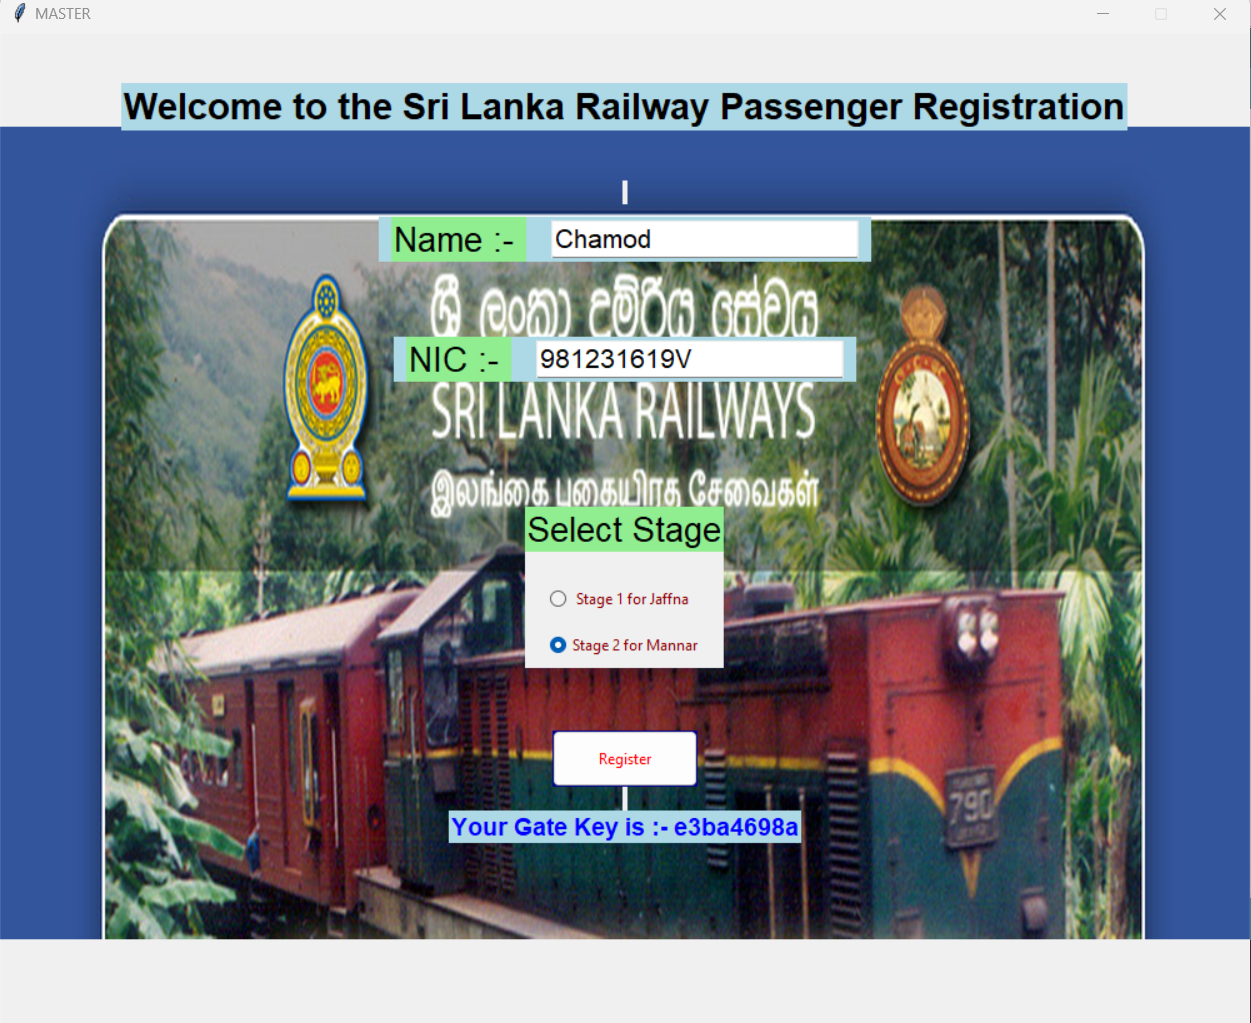 MASTER
Welcome to the Sri Lanka Railway Passenger Registration
Name :- Chamod
ශ්‍රී ලංකා දුම්රිය සේවය
NIC :- 981231619V
SRI LANKA RAILWAYS
இலங்கை புகையிரத சேவைகள்
Select Stage
Stage 1 for Jaffna
Stage 2 for Mannar
Register
790
Your Gate Key is :- e3ba4698a